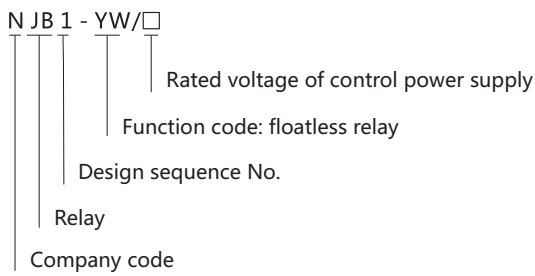 N JB 1 - YW/□
Rated voltage of control power supply
Function code: floatless relay
Design sequence No.
Relay
Company code